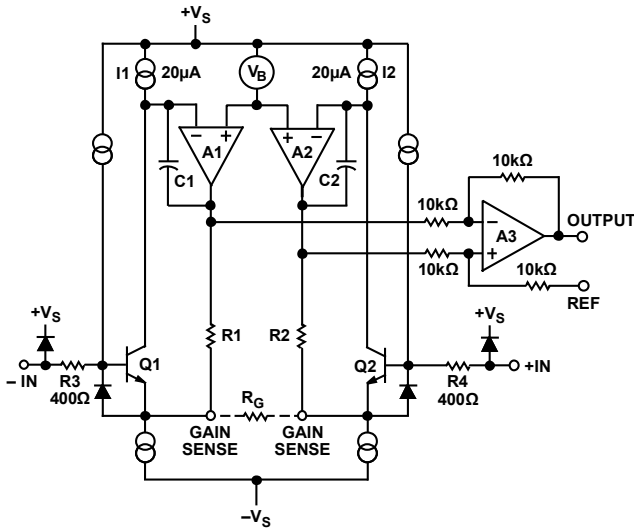 +VS
I1
20µA
VB
20µA
I2
−
+
+
−
A1
A2
C1
C2
10kΩ
10kΩ
−
A3
+
OUTPUT
10kΩ
10kΩ
REF
+VS
+VS
R1
R2
Q1
Q2
− IN
R3
400Ω
R4
400Ω
+IN
RG
GAIN
SENSE
GAIN
SENSE
−VS